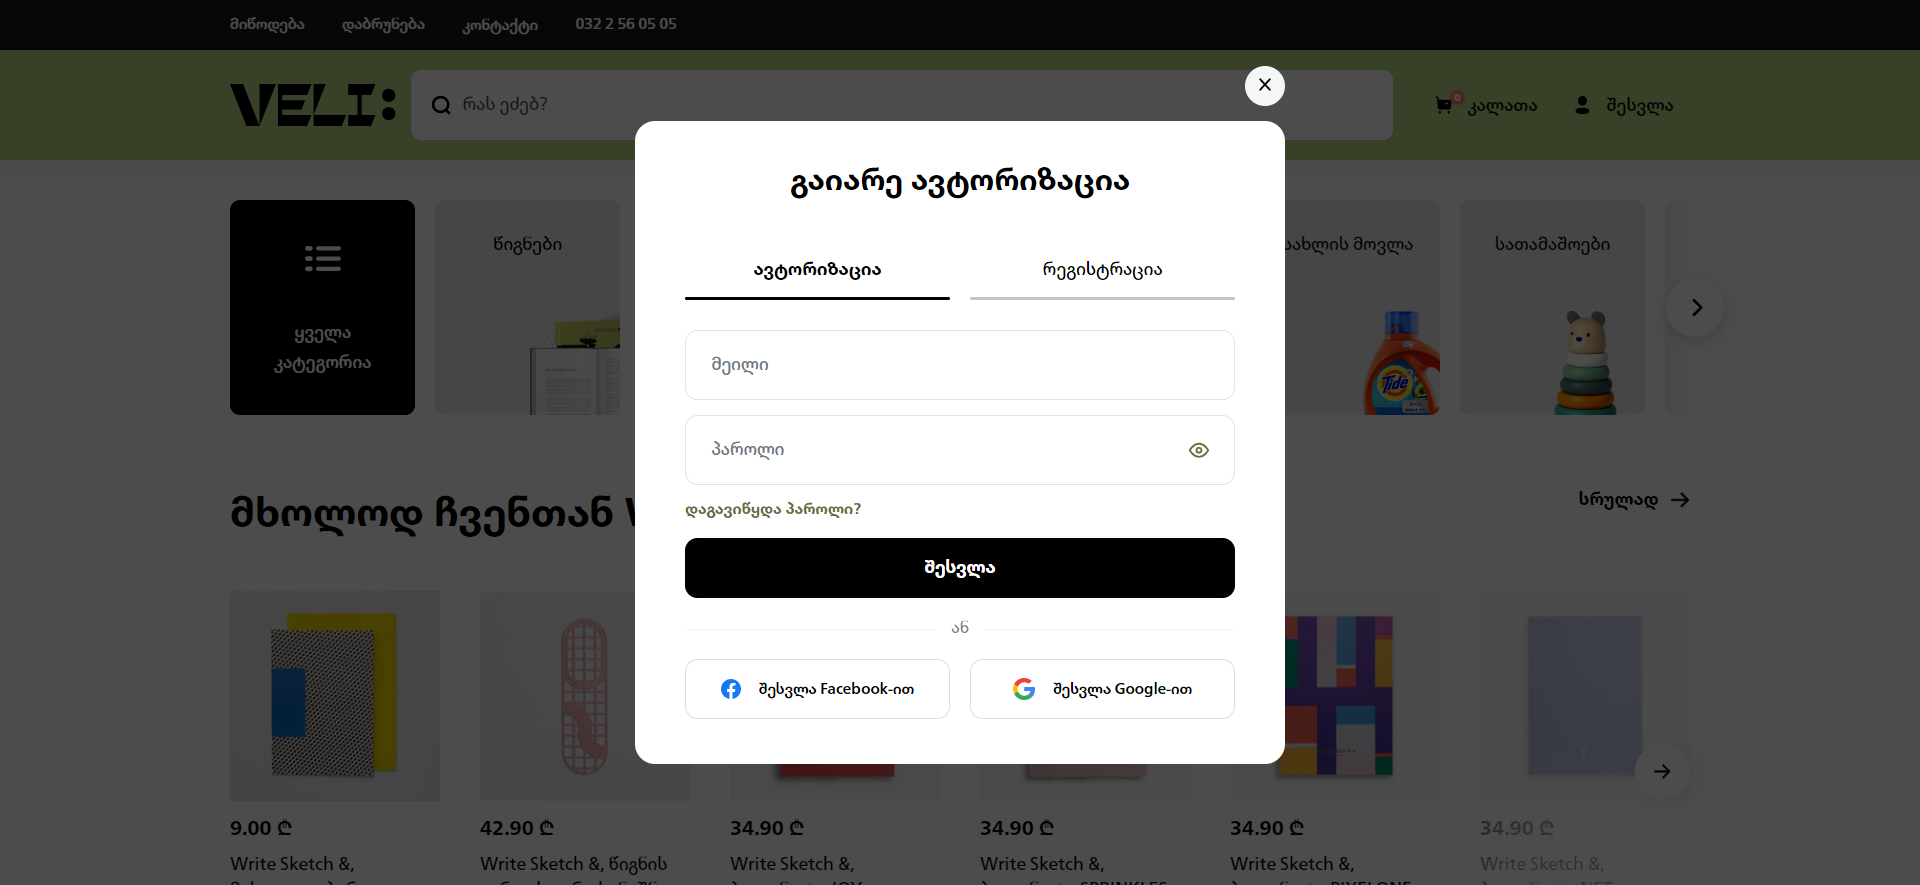 მიწოდება დაბრუნება კონტაქტი 032 2 56 05 05
VELI:
რას ეძებ?
0
კალათა
შესვლა
გაიარე ავტორიზაცია
ავტორიზაცია
რეგისტრაცია
მეილი
პაროლი
დაგავიწყდა პაროლი?
შესვლა
ან
შესვლა Facebook-ით
შესვლა Google-ით
ყველა
კატეგორია
წიგნები
სახლის მოვლა
Tide
სათამაშოები
მხოლოდ ჩვენთან
სრულად
9.00 ₾
Write Sketch &,
42.90 ₾
Write Sketch &, წიგნის
34.90 ₾
Write Sketch &,
34.90 ₾
Write Sketch &,
34.90 ₾
Write Sketch &,
34.90 ₾
Write Sketch &,